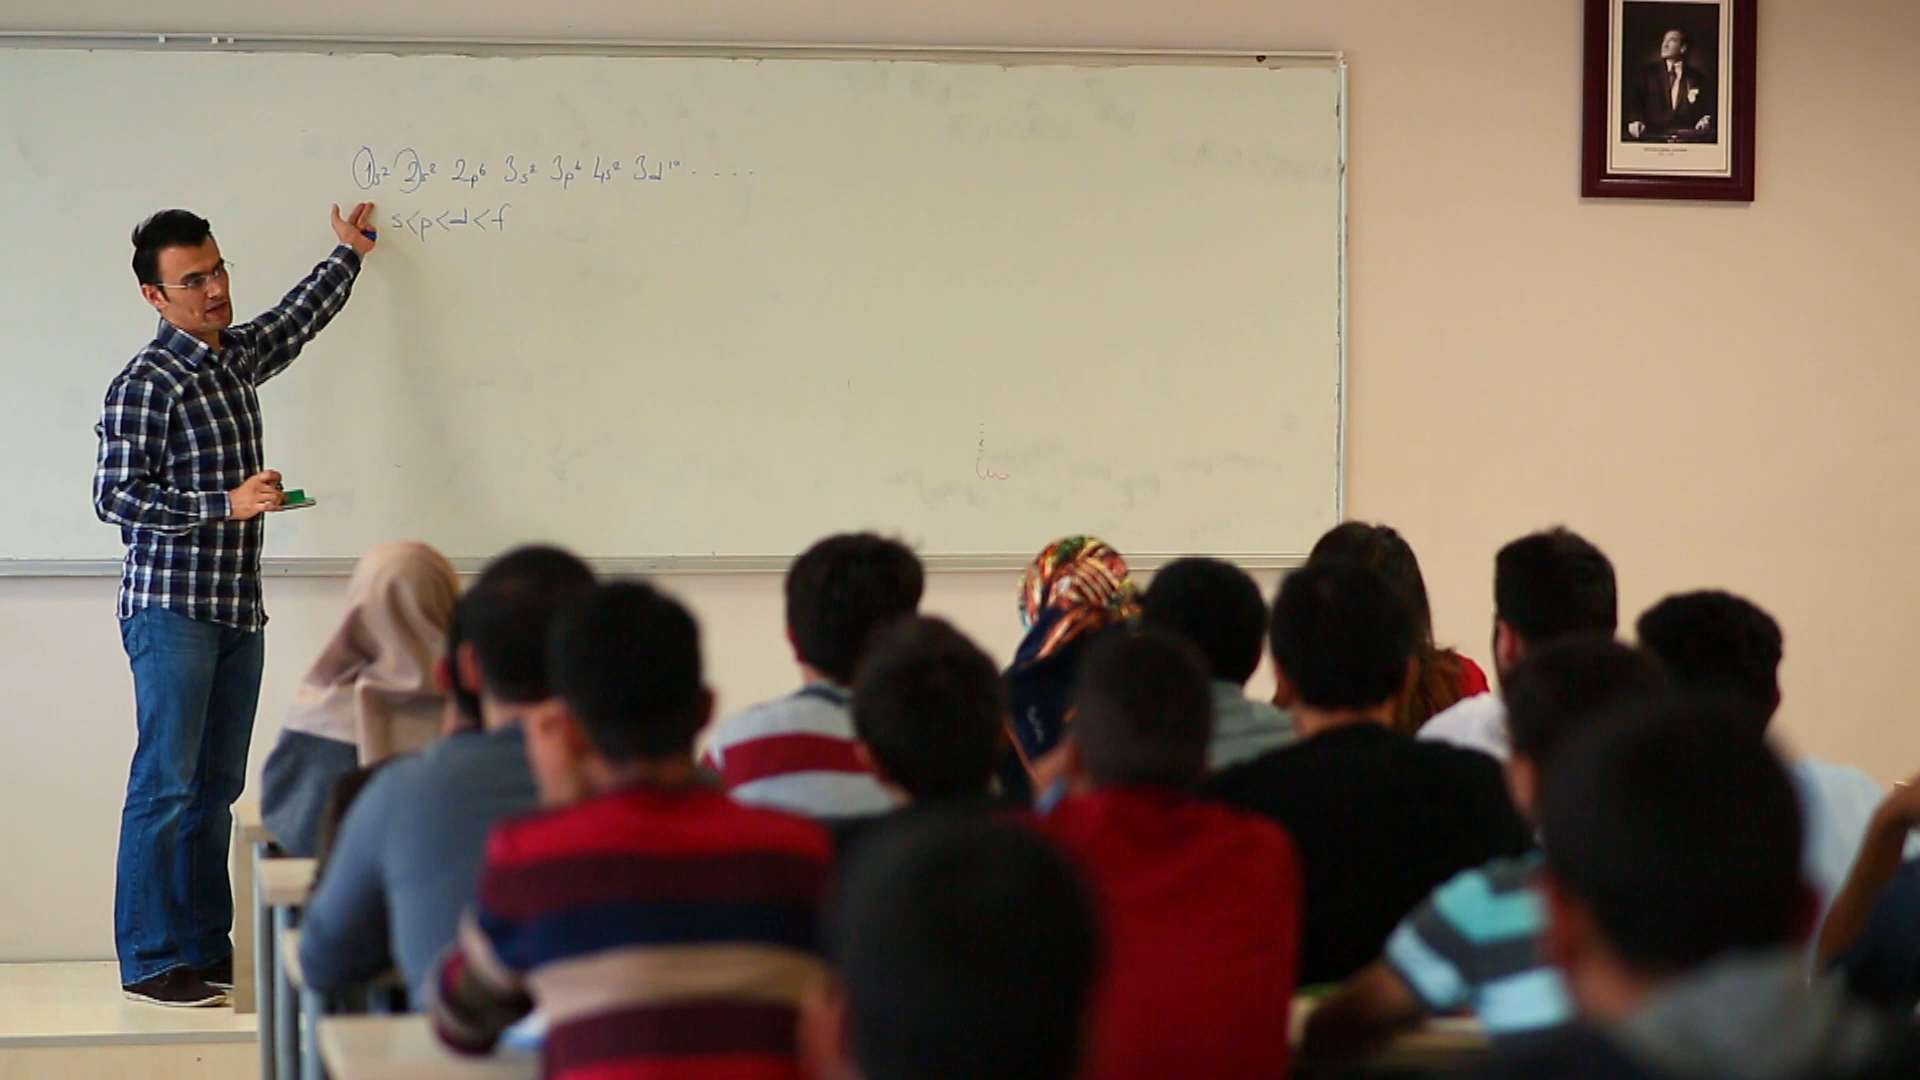 1s² 2s² 2p⁶ 3s² 3p⁶ 4s² 3d¹⁰ . . . .
s<p<d<f